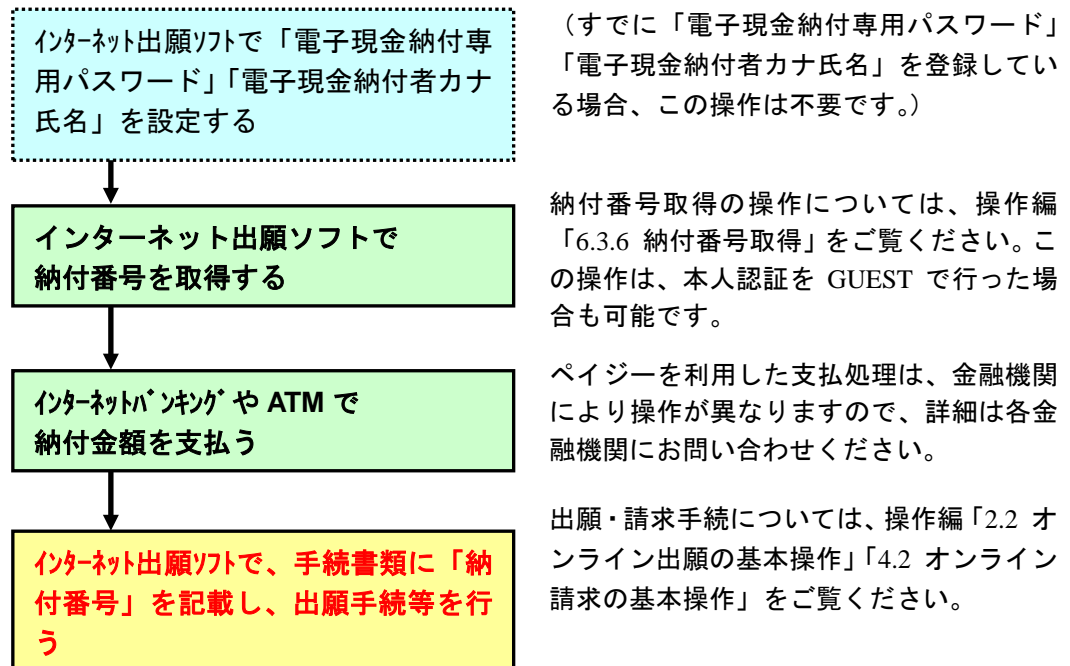 ｲﾝﾀｰﾈｯﾄ出願ｿﾌﾄで「電子現金納付専
用パスワード」「電子現金納付者カナ
氏名」を設定する
（すでに「電子現金納付専用パスワード」
「電子現金納付者カナ氏名」を登録してい
る場合、この操作は不要です。）
インターネット出願ソフトで
納付番号を取得する
納付番号取得の操作については、操作編
「6.3.6 納付番号取得」をご覧ください。こ
の操作は、本人認証を GUEST で行った場
合も可能です。
ｲﾝﾀｰﾈｯﾄﾊﾞﾝｷﾝｸﾞや ATM で
納付金額を支払う
ペイジーを利用した支払処理は、金融機関
により操作が異なりますので、詳細は各金
融機関にお問い合わせください。
ｲﾝﾀｰﾈｯﾄ出願ｿﾌﾄで、手続書類に「納
付番号」を記載し、出願手続等を行
う
出願・請求手続については、操作編「2.2 オ
ンライン出願の基本操作」「4.2 オンライン
請求の基本操作」をご覧ください。